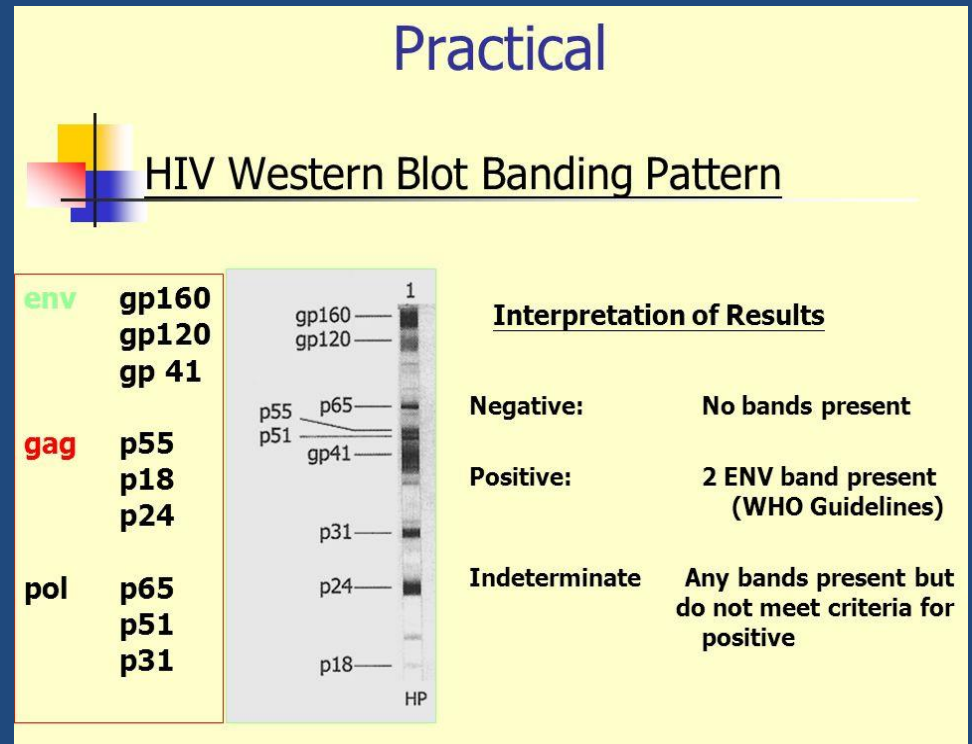 Practical
HIV Western Blot Banding Pattern
env gp160
gp120
gp 41
gag p55
p18
p24
pol p65
p51
p31
1
gp160
gp120
p65
p55
p51
gp41
p31
p24
p18
HP
Interpretation of Results
Negative: No bands present
Positive: 2 ENV band present
(WHO Guidelines)
Indeterminate Any bands present but
do not meet criteria for
positive